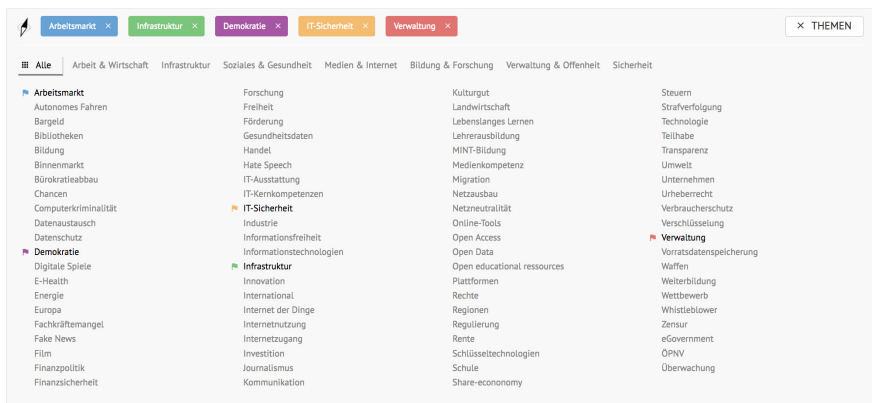 Arbeitsmarkt × Infrastruktur × Demokratie × IT-Sicherheit × Verwaltung × × THEMEN
Alle Arbeit & Wirtschaft Infrastruktur Soziales & Gesundheit Medien & Internet Bildung & Forschung Verwaltung & Offenheit Sicherheit
Arbeitsmarkt
Autonomes Fahren
Bargeld
Bibliotheken
Bildung
Binnenmarkt
Bürokratieabbau
Chancen
Computerkriminalität
Datenaustausch
Datenschutz
Demokratie
Digitale Spiele
E-Health
Energie
Europa
Fachkräftemangel
Fake News
Film
Finanzpolitik
Finanzsicherheit
Forschung
Freiheit
Förderung
Gesundheitsdaten
Handel
Hate Speech
IT-Ausstattung
IT-Kernkompetenzen
IT-Sicherheit
Industrie
Informationsfreiheit
Informationstechnologien
Infrastruktur
Innovation
International
Internet der Dinge
Internetnutzung
Internetzugang
Investition
Journalismus
Kommunikation
Kulturgut
Landwirtschaft
Lebenslanges Lernen
Lehrerausbildung
MINT-Bildung
Medienkompetenz
Migration
Netzausbau
Netzneutralität
Online-Tools
Open Access
Open Data
Open educational ressources
Plattformen
Rechte
Regionen
Regulierung
Rente
Schlüsseltechnologien
Schule
Share-econonomy
Steuern
Strafverfolgung
Technologie
Teilhabe
Transparenz
Umwelt
Unternehmen
Urheberrecht
Verbraucherschutz
Verschlüsselung
Verwaltung
Vorratsdatenspeicherung
Waffen
Weiterbildung
Wettbewerb
Whistleblower
Zensur
eGovernment
ÖPNV
Überwachung